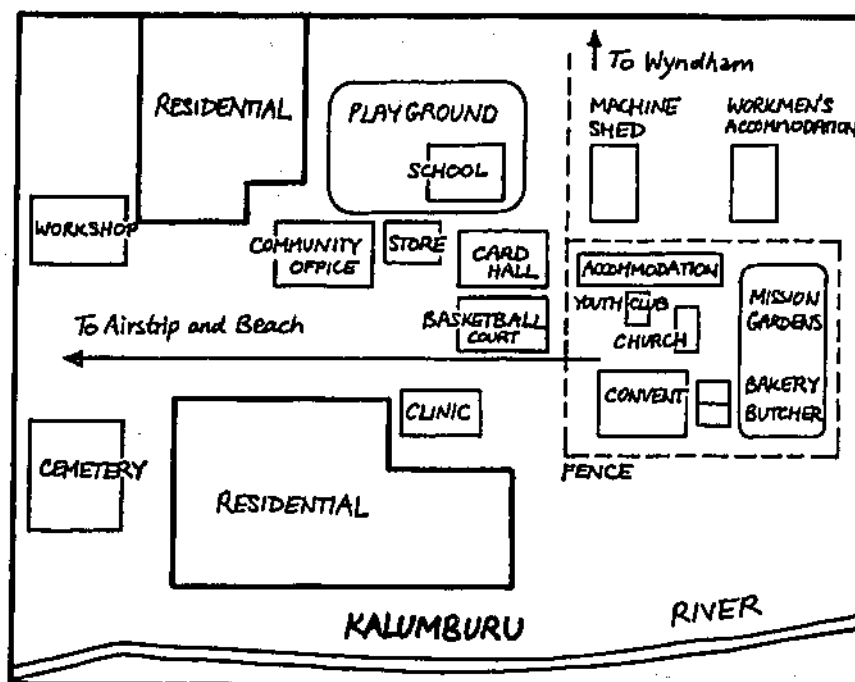 To Wyndham
RESIDENTIAL
PLAYGROUND
MACHINE
SHED
WORKMEN'S
ACCOMMODATION
SCHOOL
WORKSHOP
COMMUNITY
OFFICE
STORE
CARD
HALL
ACCOMMODATION
YOUTH CLUB
MISSION
GARDENS
To Airstrip and Beach
BASKETBALL
COURT
CHURCH
CLINIC
CONVENT
BAKERY
BUTCHER
CEMETERY
FENCE
RESIDENTIAL
KALUMBURU
RIVER